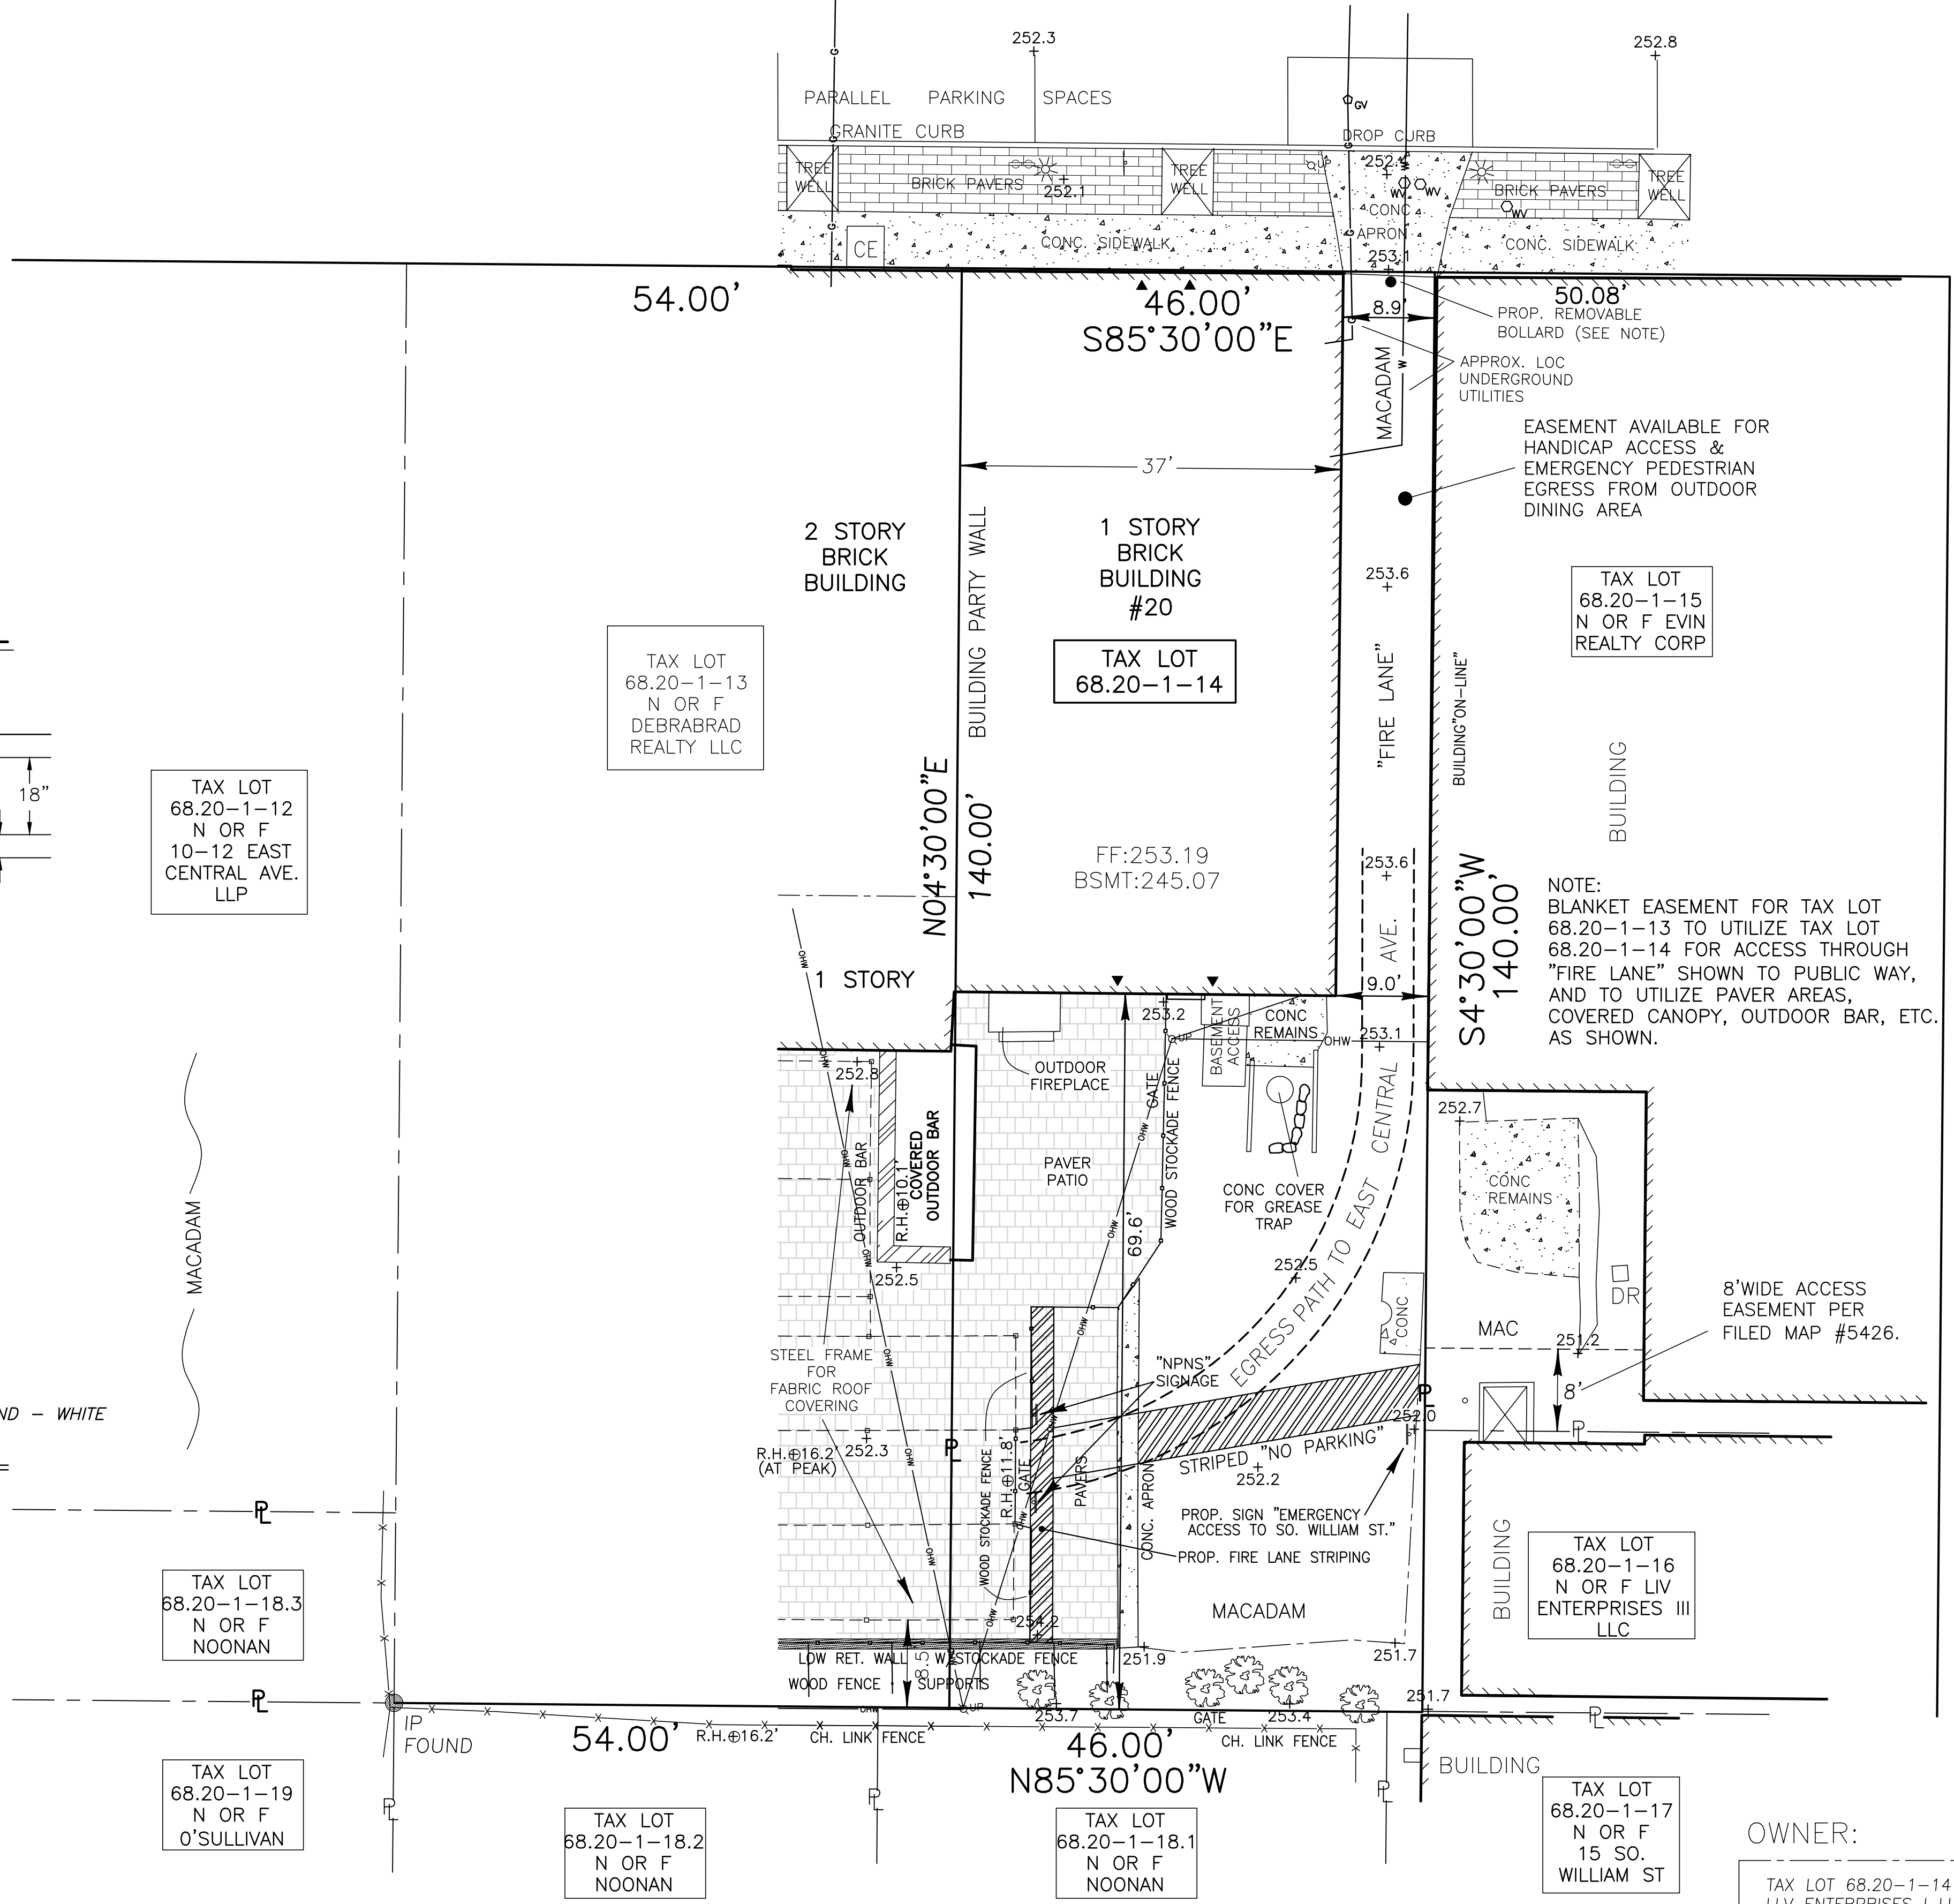 252.3
252.8
PARALLEL PARKING SPACES
GV
GRANITE CURB
DROP CURB
TREE
WELL
BRICK PAVERS
252.1
TREE
WELL
UP
WV
WV
WV
BRICK PAVERS
TREE
WELL
CONC
APRON
CE
CONC. SIDEWALK
CONC. SIDEWALK
253.1
54.00'
46.00'
S85°30'00"E
8.9'
50.08'
PROP. REMOVABLE
BOLLARD (SEE NOTE)
MACADAM
APPROX. LOC
UNDERGROUND
UTILITIES
EASEMENT AVAILABLE FOR
HANDICAP ACCESS &
EMERGENCY PEDESTRIAN
EGRESS FROM OUTDOOR
DINING AREA
37'
2 STORY
BRICK
BUILDING
BUILDING PARTY WALL
1 STORY
BRICK
BUILDING
#20
TAX LOT
68.20-1-14
253.6
"FIRE LANE"
BUILDING"ON-LINE"
TAX LOT
68.20-1-15
N OR F EVIN
REALTY CORP
BUILDING
TAX LOT
68.20-1-13
N OR F
DEBRABRAD
REALTY LLC
18"
TAX LOT
68.20-1-12
N OR F
10-12 EAST
CENTRAL AVE.
LLP
N04°30'00"E
140.00'
FF:253.19
BSMT:245.07
253.6
S4°30'00"W
140.00'
NOTE:
BLANKET EASEMENT FOR TAX LOT
68.20-1-13 TO UTILIZE TAX LOT
68.20-1-14 FOR ACCESS THROUGH
"FIRE LANE" SHOWN TO PUBLIC WAY,
AND TO UTILIZE PAVER AREAS,
COVERED CANOPY, OUTDOOR BAR, ETC.
AS SHOWN.
1 STORY
9.0'
253.2
UP
BASEMENT
ACCESS
CONC
REMAINS
OHW
253.1
252.8
OUTDOOR
FIREPLACE
OUTDOOR BAR
R.H.⊕10.1'
COVERED
OUTDOOR BAR
PAVER
PATIO
GATE
WOOD STOCKADE FENCE
69.6'
CONC COVER
FOR GREASE
TRAP
EGRESS PATH TO EAST CENTRAL AVE.
252.7
CONC
REMAINS
MACADAM
252.5
252.5
CONC
DR
MAC
251.2
8'WIDE ACCESS
EASEMENT PER
FILED MAP #5426.
8'
STEEL FRAME
FOR
FABRIC ROOF
COVERING
"NPNS"
SIGNAGE
ND - WHITE
R.H.⊕16.2'
(AT PEAK)
252.3
PL
WOOD STOCKADE FENCE
GATE
R.H.⊕11.8'
PAVERS
CONC. APRON
STRIPED "NO PARKING"
252.2
PL
252.0
PL
PROP. SIGN "EMERGENCY
ACCESS TO SO. WILLIAM ST."
PROP. FIRE LANE STRIPING
PL
TAX LOT
68.20-1-18.3
N OR F
NOONAN
BUILDING
TAX LOT
68.20-1-16
N OR F LIV
ENTERPRISES III
LLC
MACADAM
254.2
LOW RET. WALL W/STOCKADE FENCE
251.9
251.7
WOOD FENCE SUPPORTS
8.5'
PL
IP
FOUND
OHW
UP
253.7
GATE
253.4
251.7
PL
54.00'
R.H.⊕16.2'
CH. LINK FENCE
46.00'
N85°30'00"W
CH. LINK FENCE
BUILDING
TAX LOT
68.20-1-19
N OR F
O'SULLIVAN
PL
TAX LOT
68.20-1-18.2
N OR F
NOONAN
PL
TAX LOT
68.20-1-18.1
N OR F
NOONAN
PL
TAX LOT
68.20-1-17
N OR F
15 SO.
WILLIAM ST
OWNER:
TAX LOT 68.20-1-14